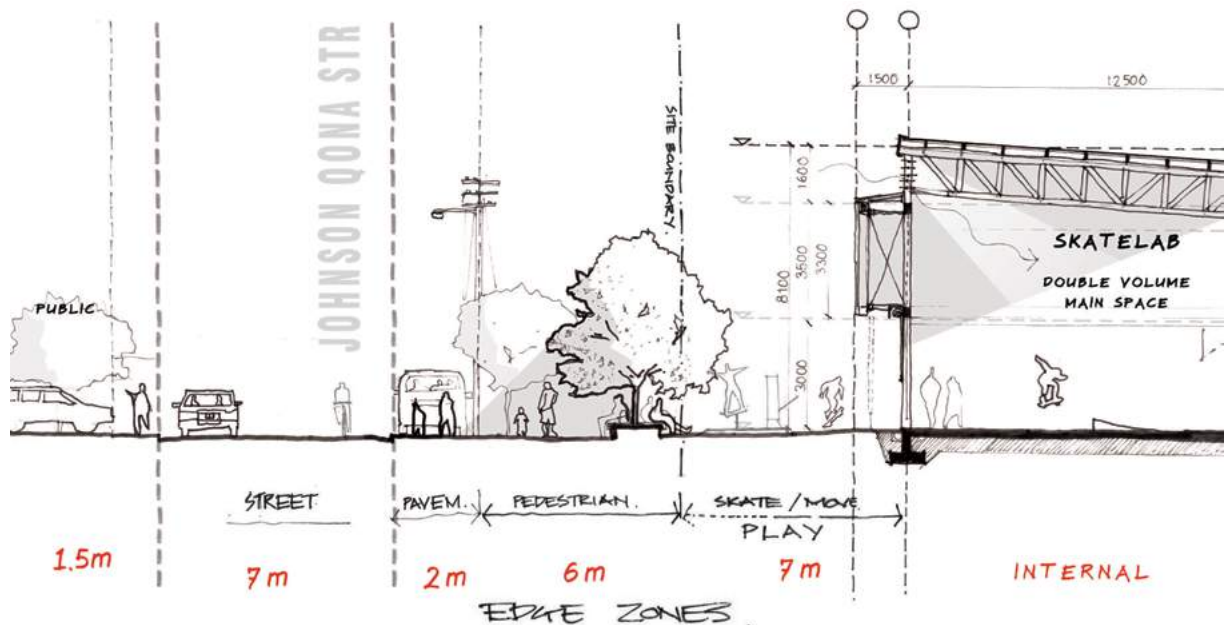 JOHNSON QONA STR
SITE BOUNDARY.
1500
12500
PUBLIC
1600
3500
3300
8100
3000
SKATELAB
DOUBLE VOLUME
MAIN SPACE
STREET
PAVEM.
PEDESTRIAN.
SKATE / MOVE
PLAY
1.5m
7m
2m
6m
7m
INTERNAL
EDGE ZONES